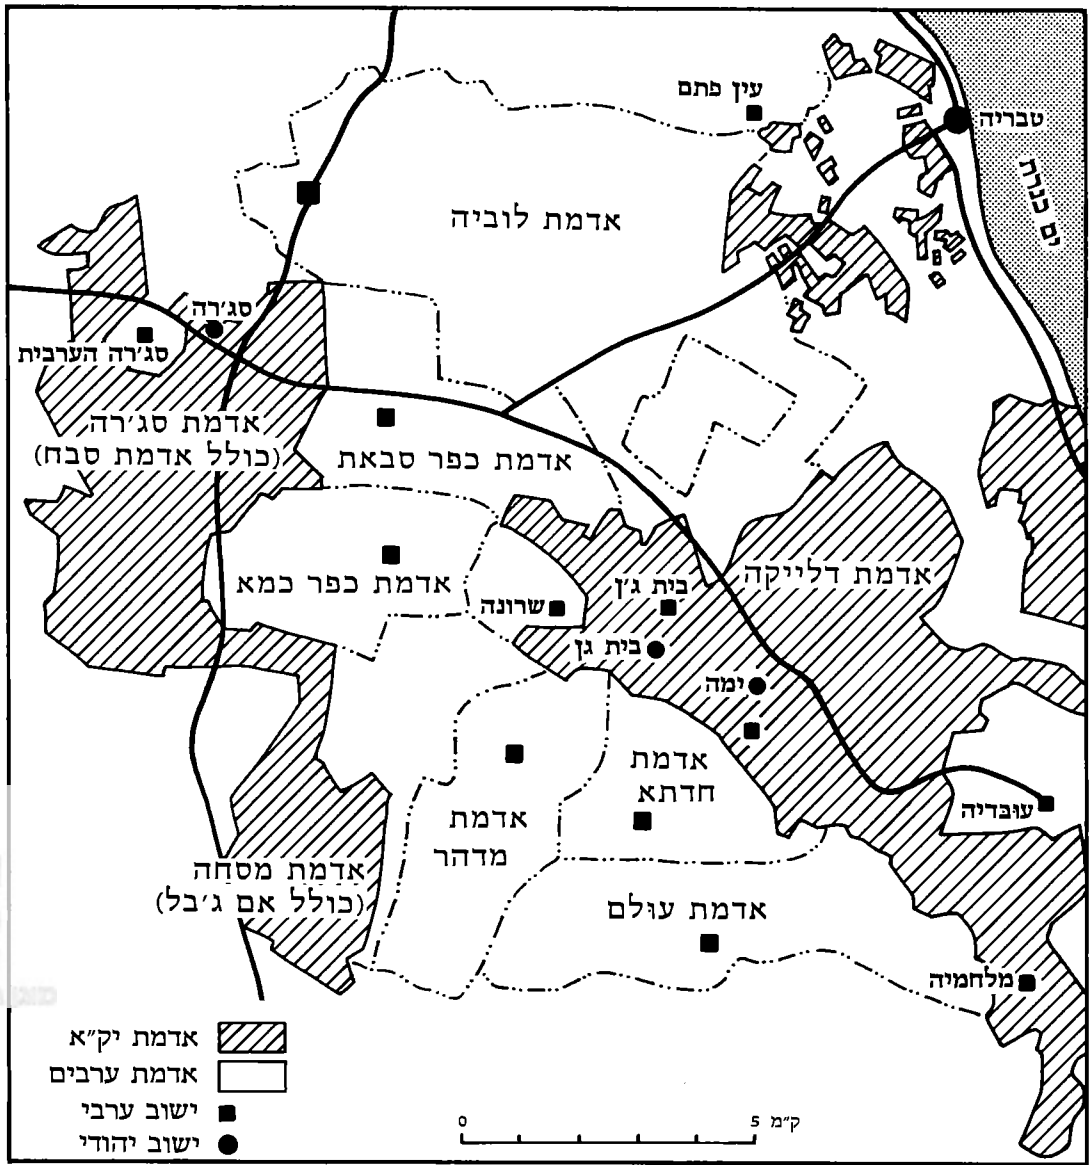 עין פתם
טבריה
ים כנרת
אדמת לוביה
סג׳רה
סג׳רה הערבית
אדמת סג׳רה
(כולל אדמת סבח)
אדמת כפר סבאת
אדמת דלייקה
אדמת כפר כמא
בית ג׳ן
שרונה
בית גן
ימה
אדמת
חדתא
עובדיה
אדמת
מדהר
אדמת מסחה
(כולל אם ג׳בל)
אדמת עולם
מלחמיה
אדמת יק״א
אדמת ערבים
ישוב ערבי
ישוב יהודי
0 5 ק״מ